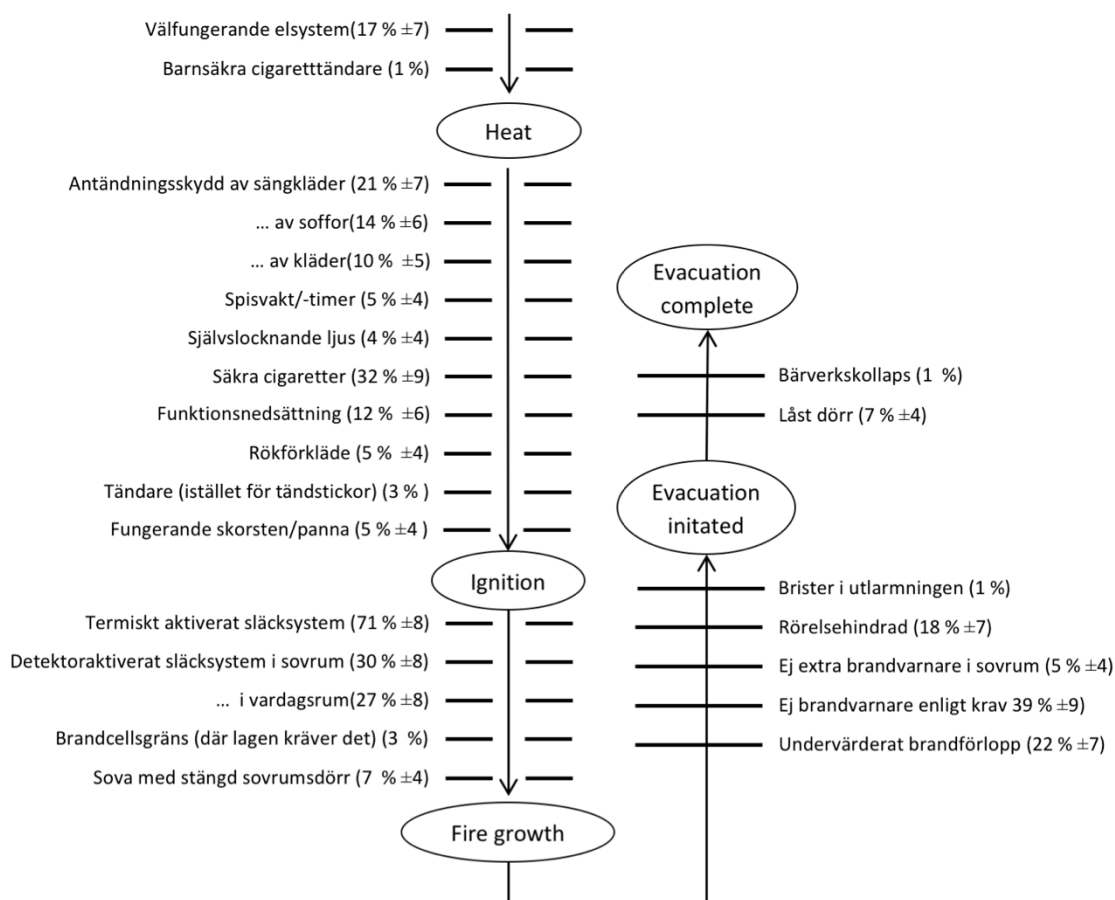 Välfungerande elsystem(17 % ±7)
Barnsäkra cigaretttändare (1 %)
Heat
Antändningsskydd av sängkläder (21 % ±7)
... av soffor(14 % ±6)
... av kläder(10 % ±5)
Spisvakt/-timer (5 % ±4)
Självslocknande ljus (4 % ±4)
Säkra cigaretter (32 % ±9)
Funktionsnedsättning (12 % ±6)
Rökförkläde (5 % ±4)
Tändare (istället för tändstickor) (3 % )
Fungerande skorsten/panna (5 % ±4 )
Ignition
Termiskt aktiverat släcksystem (71 % ±8)
Detektoraktiverat släcksystem i sovrum (30 % ±8)
... i vardagsrum(27 % ±8)
Brandcellsgräns (där lagen kräver det) (3 %)
Sova med stängd sovrumsdörr (7 % ±4)
Fire growth
Evacuation
complete
Bärverkskollaps (1 %)
Låst dörr (7 % ±4)
Evacuation
initated
Brister i utlarmningen (1 %)
Rörelsehindrad (18 % ±7)
Ej extra brandvarnare i sovrum (5 % ±4)
Ej brandvarnare enligt krav 39 % ±9)
Undervärderat brandförlopp (22 % ±7)